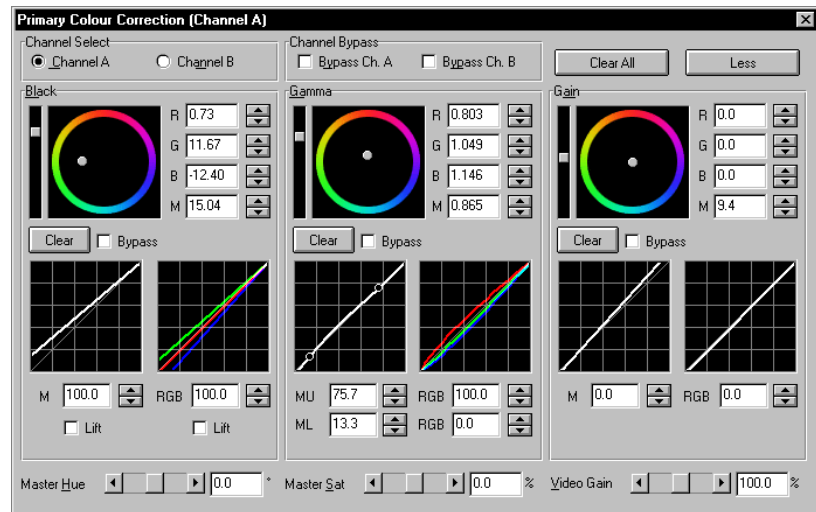 Primary Colour Correction (Channel A)
Channel Select
Channel A
Channel B
Channel Bypass
Bypass Ch. A
Bypass Ch. B
Clear All
Less
Black
R 0.73
G 11.67
B -12.40
M 15.04
Clear
Bypass
M 100.0
RGB 100.0
Lift
Lift
Gamma
R 0.803
G 1.049
B 1.146
M 0.865
Clear
Bypass
MU 75.7
RGB 100.0
ML 13.3
RGB 0.0
Gain
R 0.0
G 0.0
B 0.0
M 9.4
Clear
Bypass
M 0.0
RGB 0.0
Master Hue 0.0 °
Master Sat 0.0 %
Video Gain 100.0 %